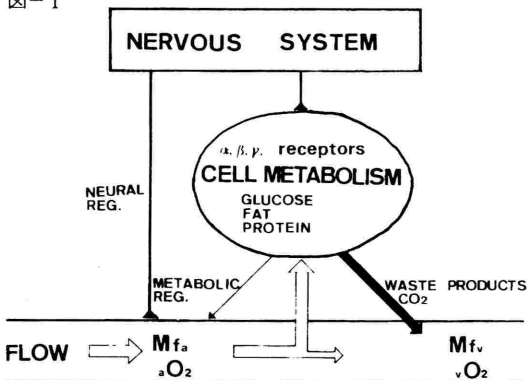 図-1
NERVOUS SYSTEM
α. β. γ. receptors
CELL METABOLISM
GLUCOSE
FAT
PROTEIN
NEURAL
REG.
METABOLIC
REG.
WASTE PRODUCTS
CO2
FLOW
Mfa
aO2
Mfv
vO2